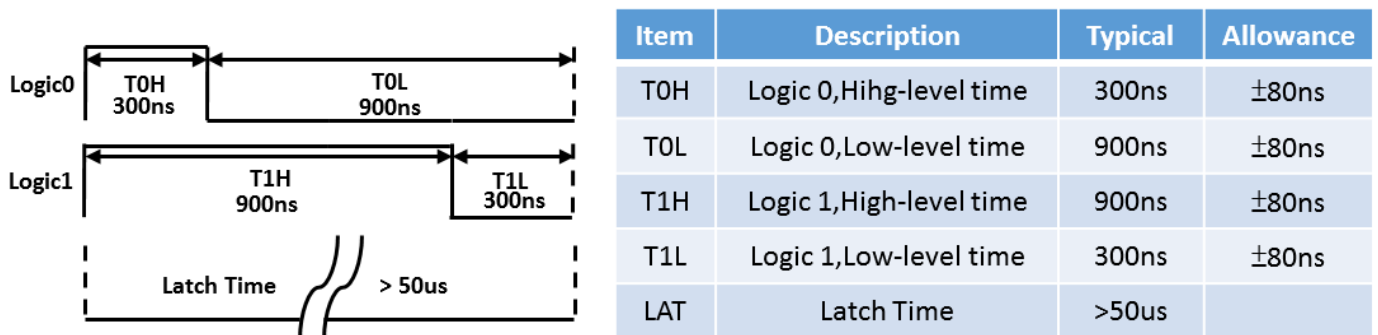 Logic0
T0H
300ns
T0L
900ns
Logic1
T1H
900ns
T1L
300ns
Latch Time
> 50us
Item Description Typical Allowance
T0H Logic 0,Hihg-level time 300ns ±80ns
T0L Logic 0,Low-level time 900ns ±80ns
T1H Logic 1,High-level time 900ns ±80ns
T1L Logic 1,Low-level time 300ns ±80ns
LAT Latch Time >50us